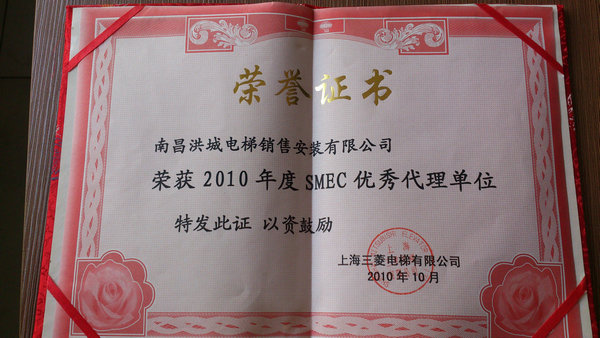 荣誉证书
南昌洪城电梯销售安装有限公司
荣获 2010 年度 SMEC 优秀代理单位
特发此证 以资鼓励
上海三菱电梯有限公司
2010 年 10 月